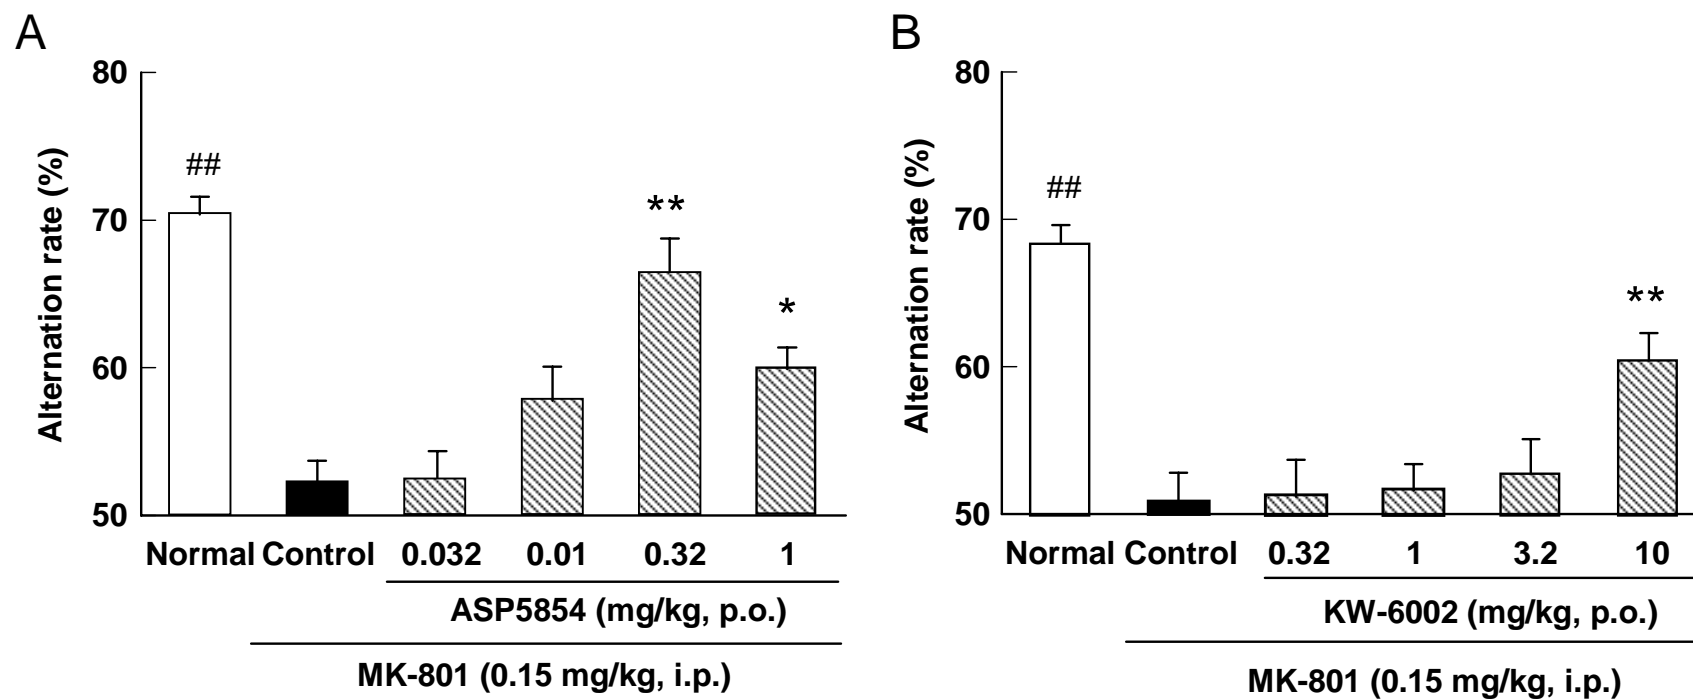 A
80
70
60
50
Alternation rate (%)
##
**
*
Normal Control 0.032 0.01 0.32 1
ASP5854 (mg/kg, p.o.)
MK-801 (0.15 mg/kg, i.p.)
B
80
70
60
50
Alternation rate (%)
##
**
Normal Control 0.32 1 3.2 10
KW-6002 (mg/kg, p.o.)
MK-801 (0.15 mg/kg, i.p.)